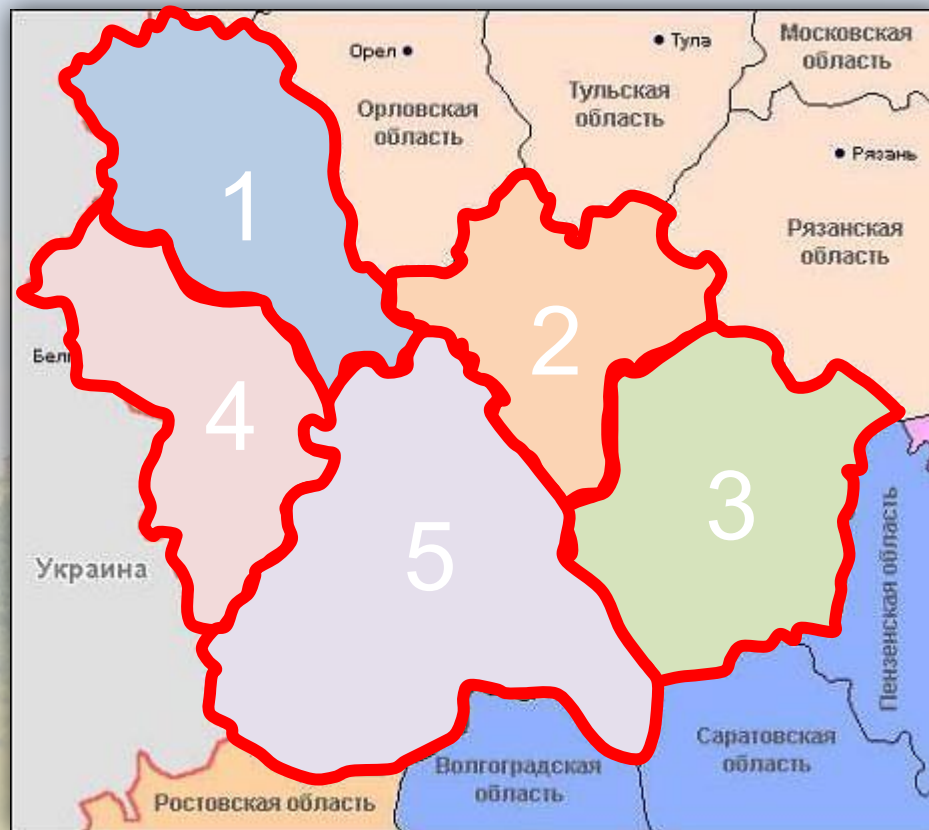 Орел
Тула
Московская
область
Орловская
область
Тульская
область
Рязань
Рязанская
область
1
2
Бел
4
3
5
Украина
Пензенская область
Саратовская
область
Волгоградская
область
Ростовская область